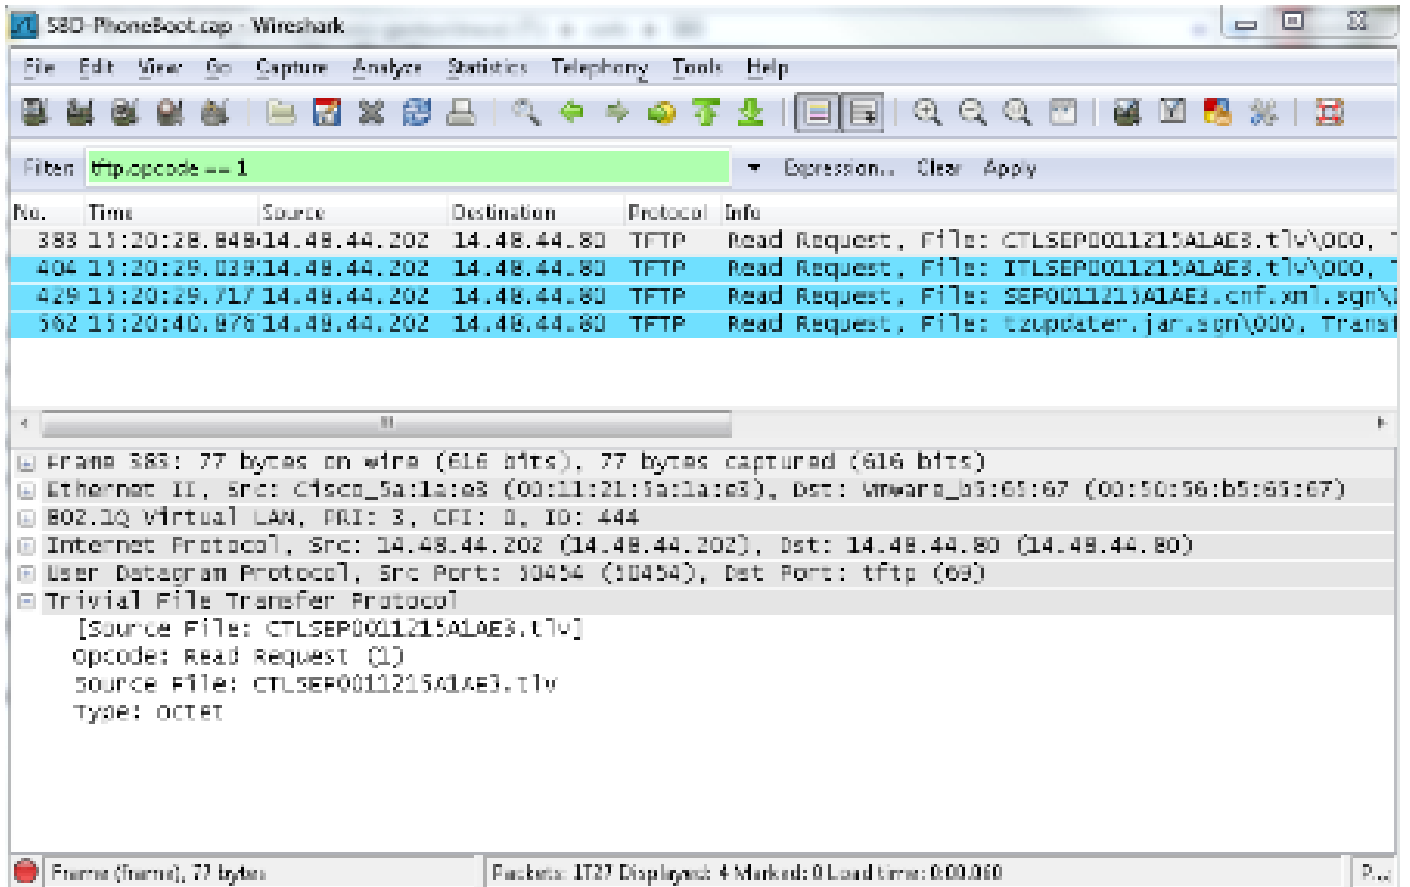 SBD-PhoneBoot.cap - Wireshark
File Edit View Go Capture Analyze Statistics Telephony Tools Help
Filter: tftp.opcode == 1 Expression... Clear Apply
No. Time Source Destination Protocol Info
383 15:20:28.848 14.48.44.202 14.48.44.80 TFTP Read Request, File: CTLSEP0011215A1AE3.tlv\000, T
404 15:20:29.039 14.48.44.202 14.48.44.80 TFTP Read Request, File: ITLSEP0011215A1AE3.tlv\000, T
429 15:20:29.717 14.48.44.202 14.48.44.80 TFTP Read Request, File: SEP0011215A1AE3.cnf.xml.sgn\
562 15:20:40.876 14.48.44.202 14.48.44.80 TFTP Read Request, File: tzupdater.jar.sgn\000, Transf
Frame 383: 77 bytes on wire (616 bits), 77 bytes captured (616 bits)
Ethernet II, Src: Cisco_5a:1a:e3 (00:11:21:5a:1a:e3), Dst: Vmware_b5:65:67 (00:50:56:b5:65:67)
802.1Q Virtual LAN, PRI: 3, CFI: 0, ID: 444
Internet Protocol, Src: 14.48.44.202 (14.48.44.202), Dst: 14.48.44.80 (14.48.44.80)
User Datagram Protocol, Src Port: 50454 (50454), Dst Port: tftp (69)
Trivial File Transfer Protocol
[Source File: CTLSEP0011215A1AE3.tlv]
Opcode: Read Request (1)
Source File: CTLSEP0011215A1AE3.tlv
Type: octet
Frame (frame), 77 bytes Packets: 1727 Displayed: 4 Marked: 0 Load time: 0:00.060 P...